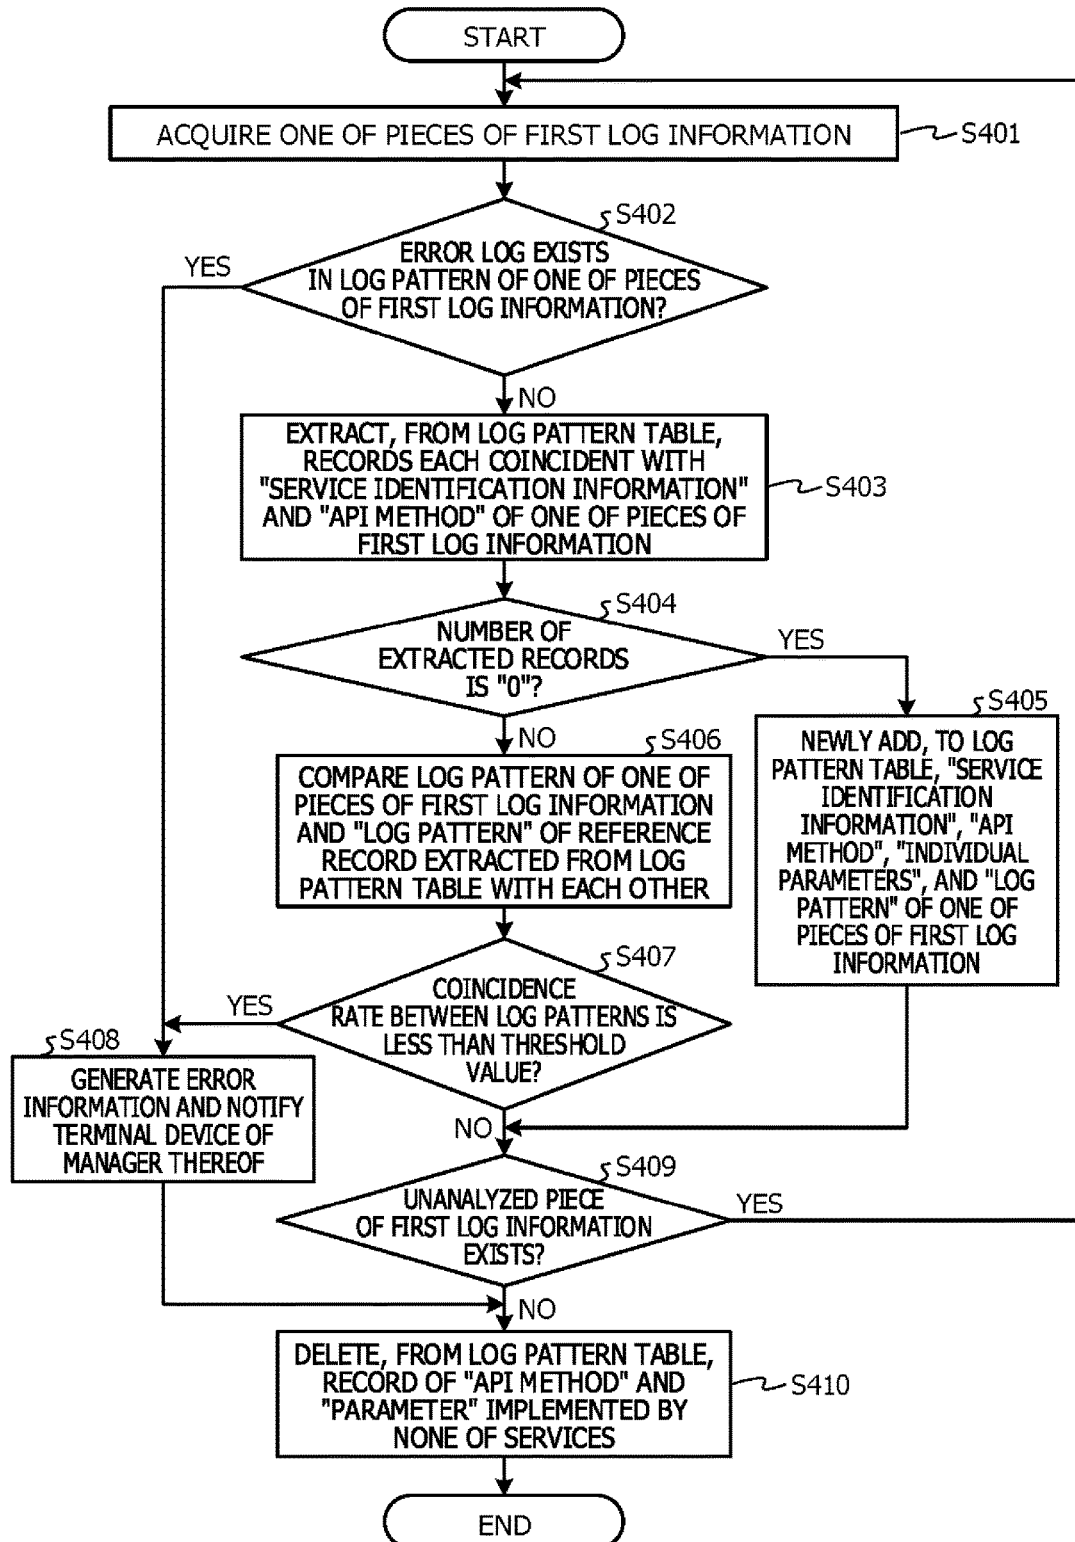 START
ACQUIRE ONE OF PIECES OF FIRST LOG INFORMATION
S401
S402
ERROR LOG EXISTS
IN LOG PATTERN OF ONE OF PIECES
OF FIRST LOG INFORMATION?
YES
NO
EXTRACT, FROM LOG PATTERN TABLE,
RECORDS EACH COINCIDENT WITH
"SERVICE IDENTIFICATION INFORMATION"
AND "API METHOD" OF ONE OF PIECES OF
FIRST LOG INFORMATION
S403
S404
NUMBER OF
EXTRACTED RECORDS
IS "0"?
YES
NO
S405
NEWLY ADD, TO LOG
PATTERN TABLE, "SERVICE
IDENTIFICATION
INFORMATION", "API
METHOD", "INDIVIDUAL
PARAMETERS", AND "LOG
PATTERN" OF ONE OF
PIECES OF FIRST LOG
INFORMATION
S406
COMPARE LOG PATTERN OF ONE OF
PIECES OF FIRST LOG INFORMATION
AND "LOG PATTERN" OF REFERENCE
RECORD EXTRACTED FROM LOG
PATTERN TABLE WITH EACH OTHER
S407
COINCIDENCE
RATE BETWEEN LOG PATTERNS IS
LESS THAN THRESHOLD
VALUE?
YES
NO
S408
GENERATE ERROR
INFORMATION AND NOTIFY
TERMINAL DEVICE OF
MANAGER THEREOF
S409
UNANALYZED PIECE
OF FIRST LOG INFORMATION
EXISTS?
YES
NO
DELETE, FROM LOG PATTERN TABLE,
RECORD OF "API METHOD" AND
"PARAMETER" IMPLEMENTED BY
NONE OF SERVICES
S410
END